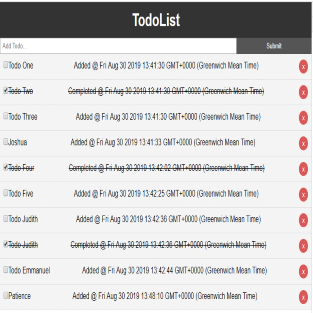 TodoList
Add Todo..
Submit
Todo One Added @ Fri Aug 30 2019 13:41:30 GMT+0000 (Greenwich Mean Time) x
Todo Two Completed @ Fri Aug 30 2019 13:41:30 GMT+0000 (Greenwich Mean Time) x
Todo Three Added @ Fri Aug 30 2019 13:41:30 GMT+0000 (Greenwich Mean Time) x
Joshua Added @ Fri Aug 30 2019 13:41:33 GMT+0000 (Greenwich Mean Time) x
Todo Four Completed @ Fri Aug 30 2019 13:42:02 GMT+0000 (Greenwich Mean Time) x
Todo Five Added @ Fri Aug 30 2019 13:42:25 GMT+0000 (Greenwich Mean Time) x
Todo Judith Added @ Fri Aug 30 2019 13:42:36 GMT+0000 (Greenwich Mean Time) x
Todo Judith Completed @ Fri Aug 30 2019 13:42:36 GMT+0000 (Greenwich Mean Time) x
Todo Emmanuel Added @ Fri Aug 30 2019 13:42:44 GMT+0000 (Greenwich Mean Time) x
Patience Added @ Fri Aug 30 2019 13:48:10 GMT+0000 (Greenwich Mean Time) x